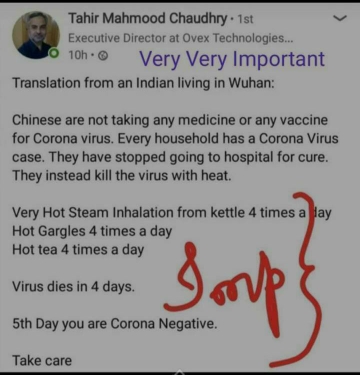 Tahir Mahmood Chaudhry • 1st
Executive Director at Ovex Technologies...
10h •
Very Very Important
Translation from an Indian living in Wuhan:
Chinese are not taking any medicine or any vaccine
for Corona virus. Every household has a Corona Virus
case. They have stopped going to hospital for cure.
They instead kill the virus with heat.
Very Hot Steam Inhalation from kettle 4 times a day
Hot Gargles 4 times a day
Hot tea 4 times a day
Virus dies in 4 days.
5th Day you are Corona Negative.
Take care